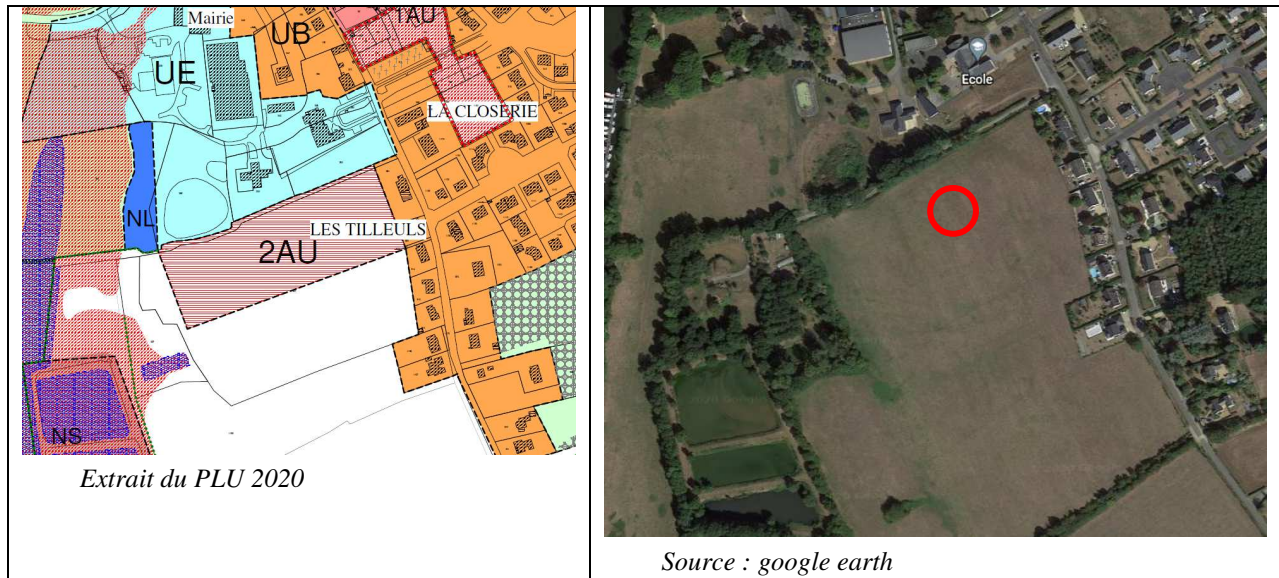 Mairie
UB
1AU
UE
LA CLOSERIE
NL
LES TILLEULS
2AU
NS
Extrait du PLU 2020
Ecole
Source : google earth